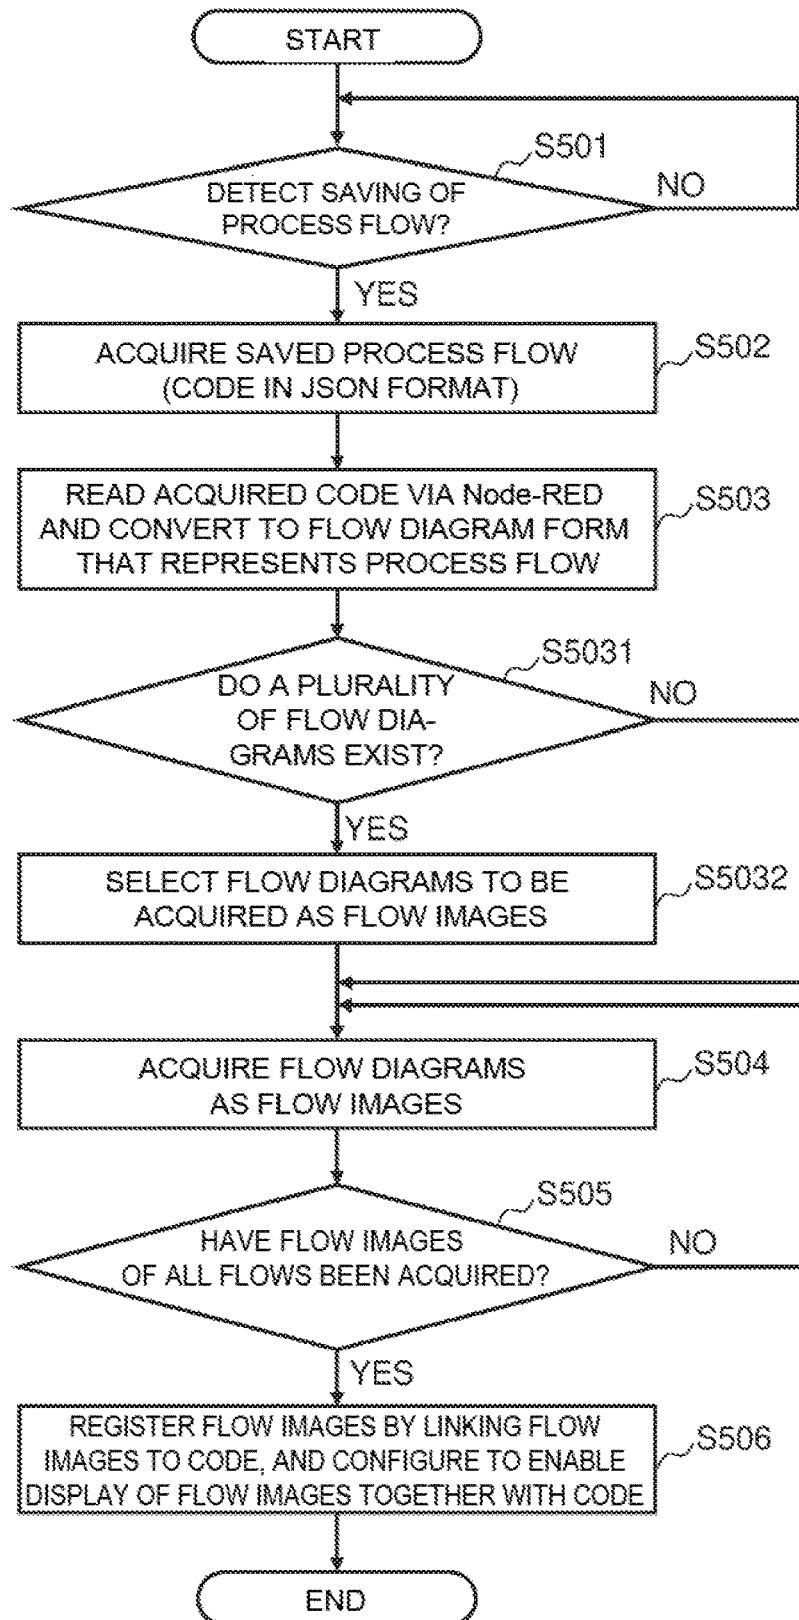 START
S501
DETECT SAVING OF
PROCESS FLOW?
NO
YES
S502
ACQUIRE SAVED PROCESS FLOW
(CODE IN JSON FORMAT)
S503
READ ACQUIRED CODE VIA Node-RED
AND CONVERT TO FLOW DIAGRAM FORM
THAT REPRESENTS PROCESS FLOW
S5031
DO A PLURALITY
OF FLOW DIA-
GRAMS EXIST?
NO
YES
S5032
SELECT FLOW DIAGRAMS TO BE
ACQUIRED AS FLOW IMAGES
S504
ACQUIRE FLOW DIAGRAMS
AS FLOW IMAGES
S505
HAVE FLOW IMAGES
OF ALL FLOWS BEEN ACQUIRED?
NO
YES
S506
REGISTER FLOW IMAGES BY LINKING FLOW
IMAGES TO CODE, AND CONFIGURE TO ENABLE
DISPLAY OF FLOW IMAGES TOGETHER WITH CODE
END